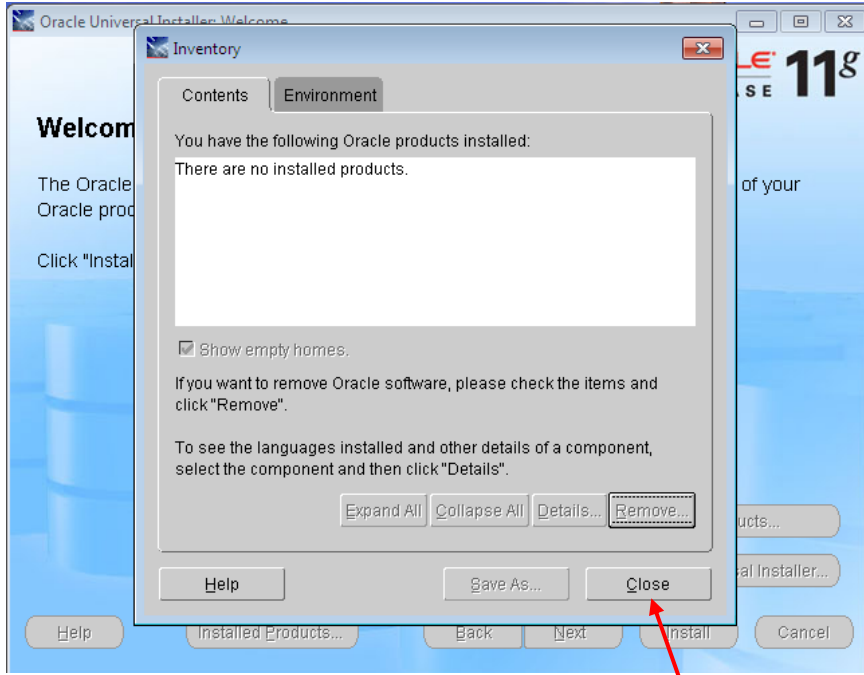 Oracle Universal Installer: Welcome
Inventory
11g
SE
Contents
Environment
Welcom
You have the following Oracle products installed:
There are no installed products.
The Oracle
of your
Oracle prod
Click "Instal
Show empty homes.
If you want to remove Oracle software, please check the items and
click "Remove".
To see the languages installed and other details of a component,
select the component and then click "Details".
Expand All
Collapse All
Details...
Remove...
ucts...
Help
Save As...
Close
al Installer...)
Help
Installed Products...
Back
Next
Install
Cancel